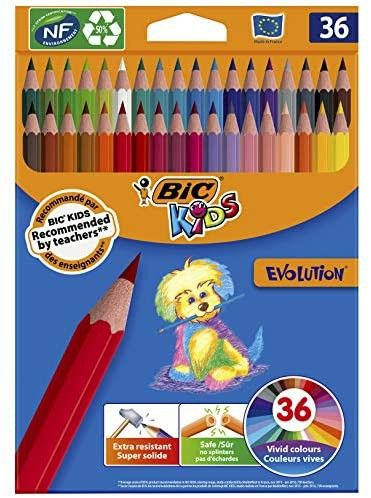 NF
ENVIRONNEMENT
50%
Made in France
36
BiC
KiDS
Recommandé par
BIC KIDS
Recommended
by teachers**
des enseignants**
EVOLUTION
36
Extra resistant
Super solide
Safe /Sûr
no splinters
pas d'échardes
Vivid colours
Couleurs vives